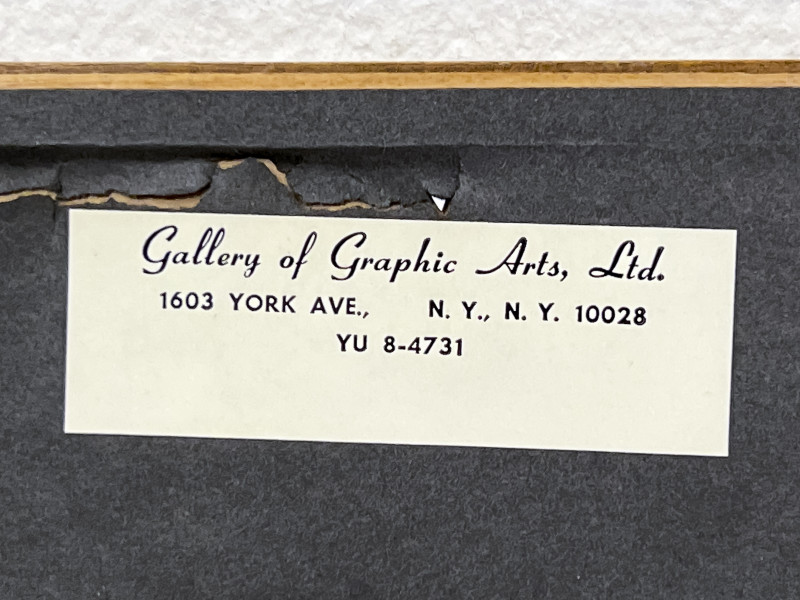 Gallery of Graphic Arts, Ltd.
1603 YORK AVE., N. Y., N. Y. 10028
YU 8-4731